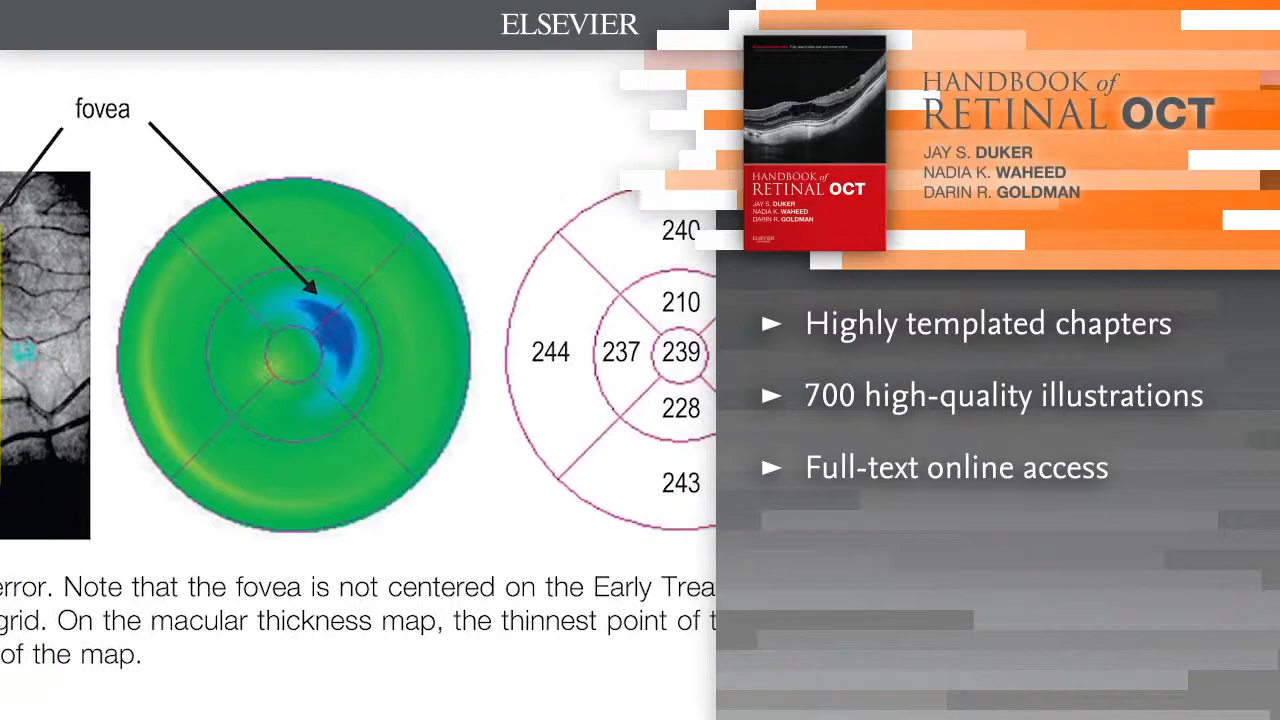 ELSEVIER
fovea
240
210
244 237 239
228
243
error. Note that the fovea is not centered on the Early Trea
grid. On the macular thickness map, the thinnest point of t
of the map.
HANDBOOK of
RETINAL OCT
JAY S. DUKER
NADIA K. WAHEED
DARIN R. GOLDMAN
HANDBOOK of
RETINAL OCT
JAY S. DUKER
NADIA K. WAHEED
DARIN R. GOLDMAN
ELSEVIER
► Highly templated chapters
► 700 high-quality illustrations
► Full-text online access